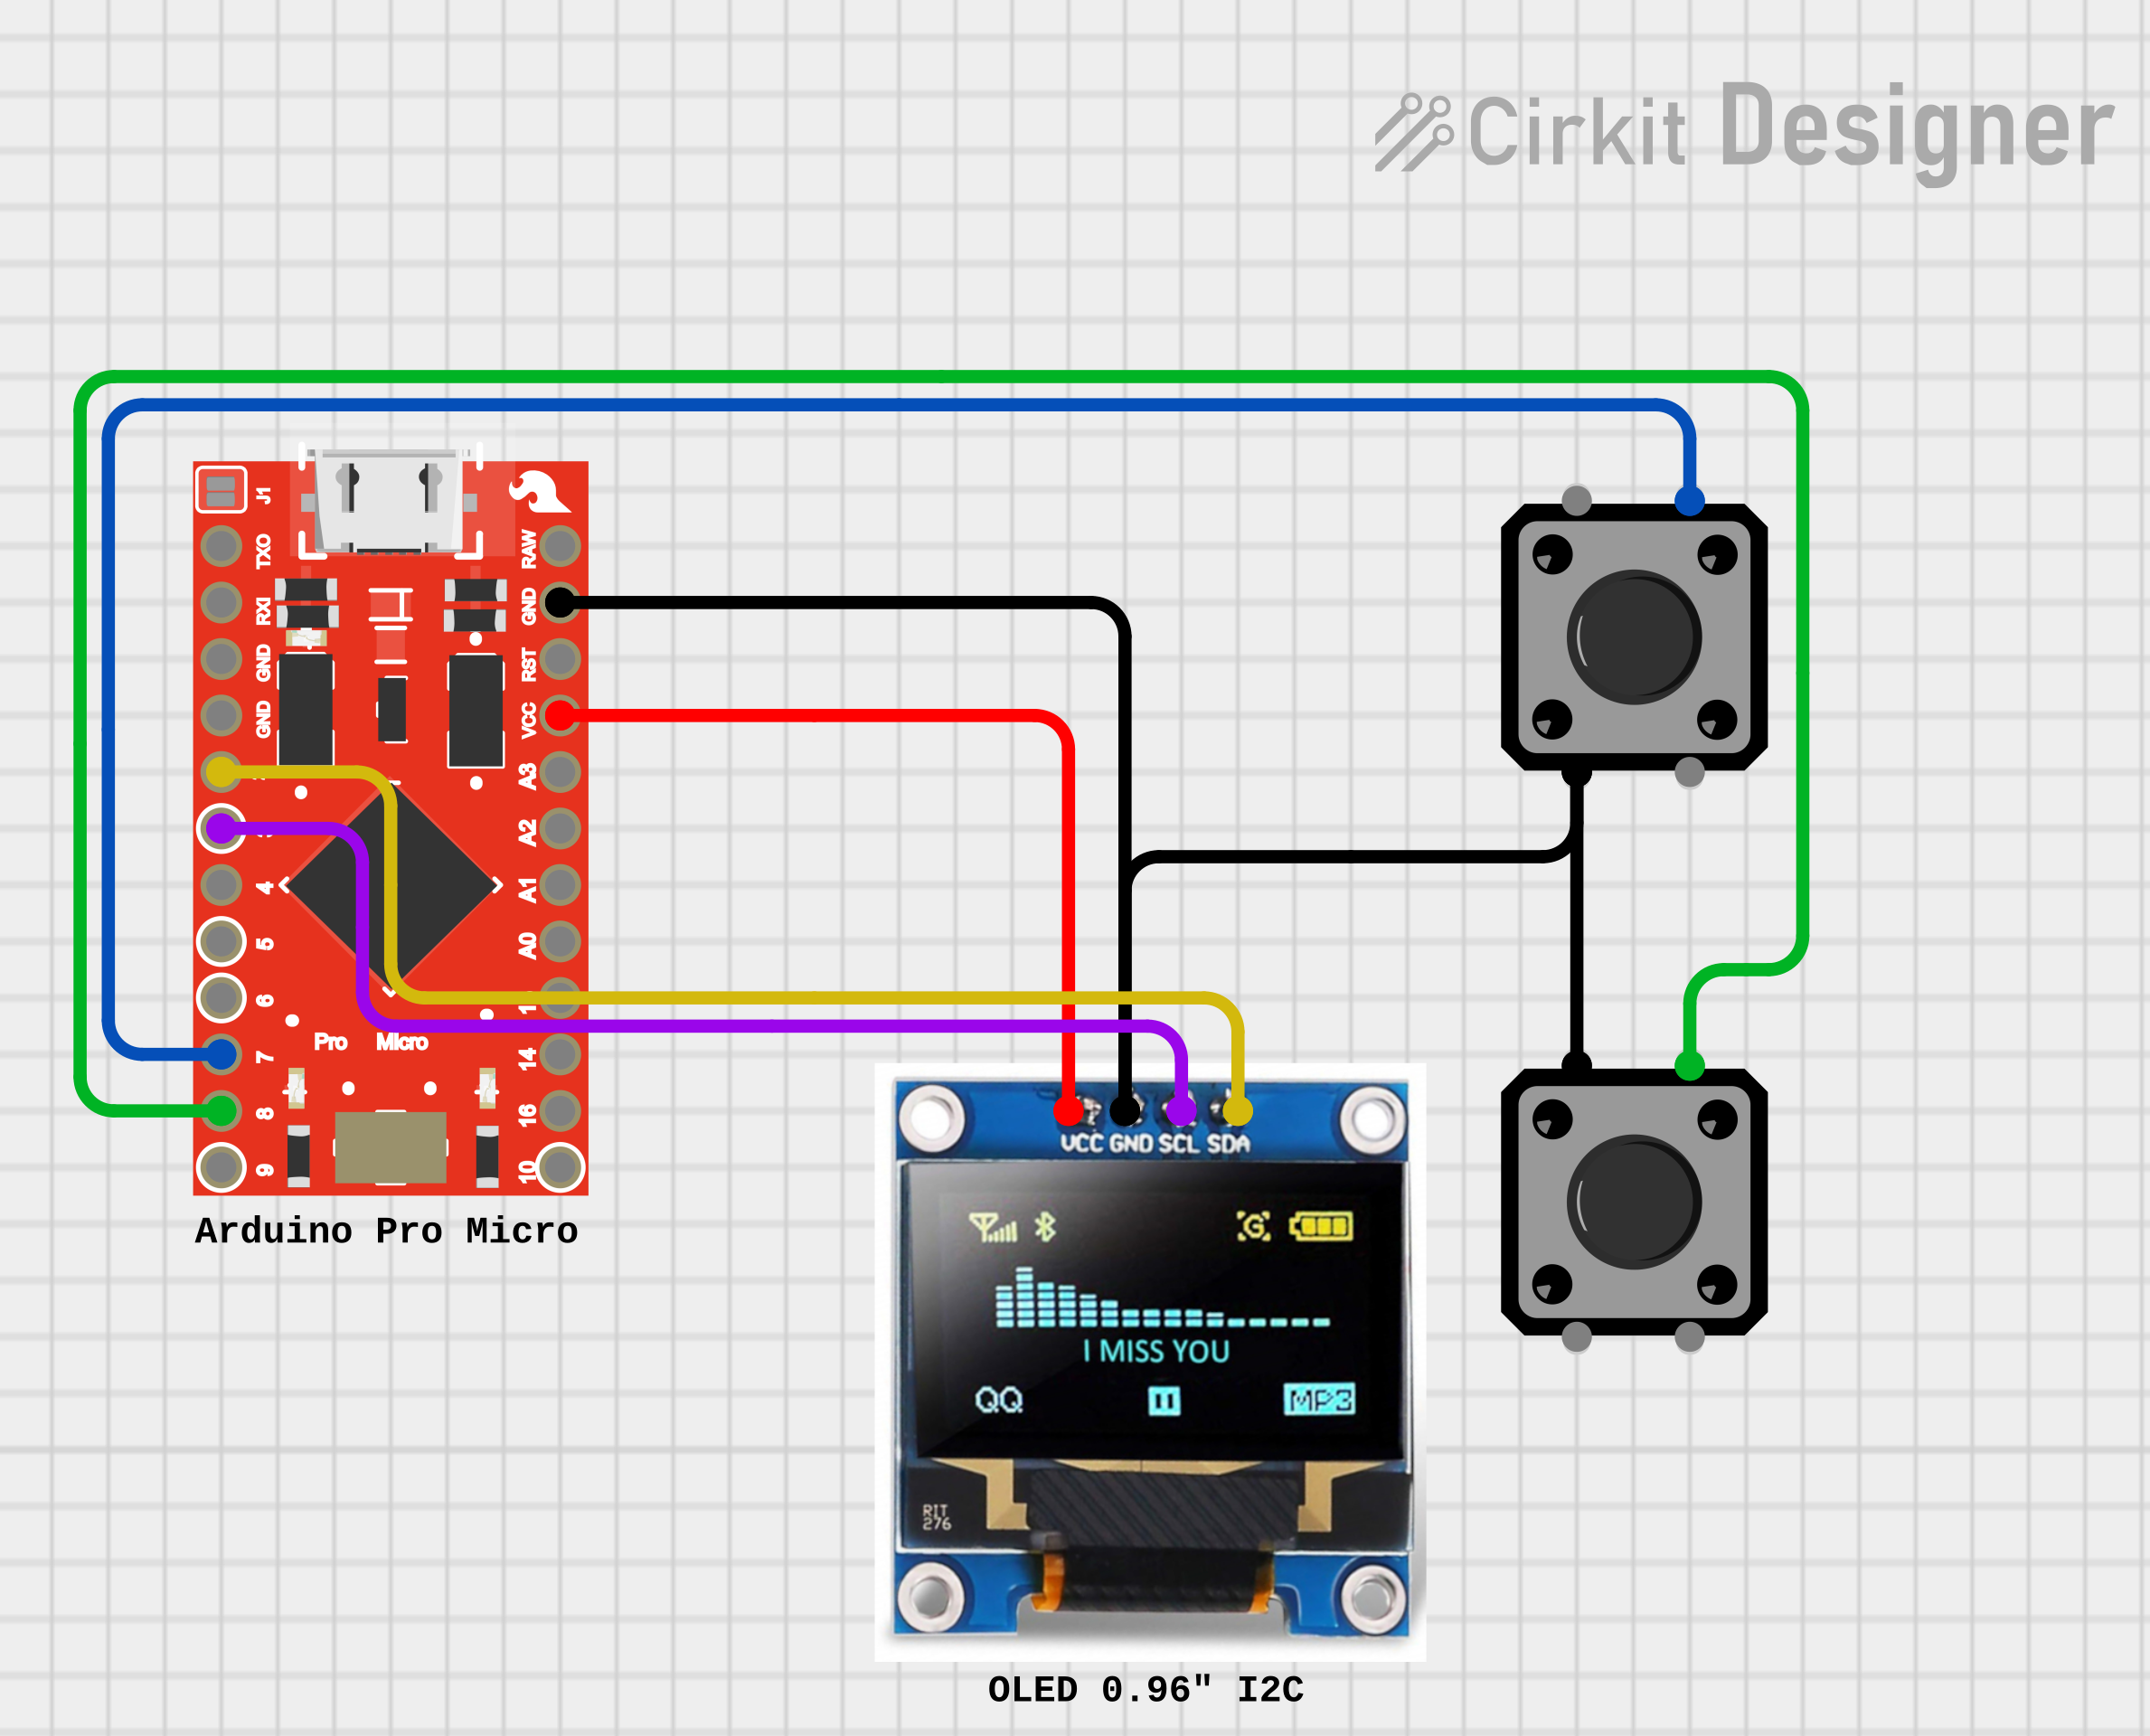 Cirkit Designer
J1
TXO
RAW
RXI
GND
GND
RST
GND
VCC
A3
A2
4
A1
5
A0
6
7
14
8
16
9
10
Pro Micro
Arduino Pro Micro
VCC GND SCL SDA
G
I MISS YOU
QQ
MP3
RIT
276
OLED 0.96" I2C